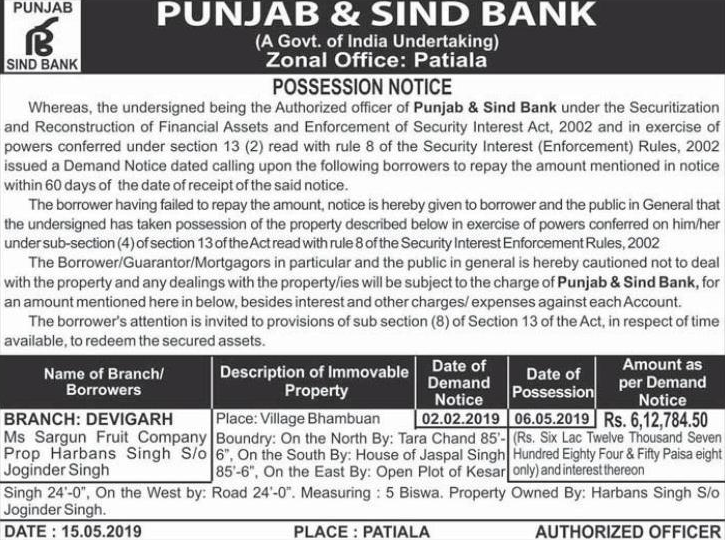 PUNJAB
SIND BANK
PUNJAB & SIND BANK
(A Govt. of India Undertaking)
Zonal Office: Patiala
POSSESSION NOTICE
Whereas, the undersigned being the Authorized officer of Punjab & Sind Bank under the Securitization
and Reconstruction of Financial Assets and Enforcement of Security Interest Act, 2002 and in exercise of
powers conferred under section 13 (2) read with rule 8 of the Security Interest (Enforcement) Rules, 2002
issued a Demand Notice dated calling upon the following borrowers to repay the amount mentioned in notice
within 60 days of the date of receipt of the said notice.
The borrower having failed to repay the amount, notice is hereby given to borrower and the public in General that
the undersigned has taken possession of the property described below in exercise of powers conferred on him/her
under sub-section (4) of section 13 of the Act read with rule 8 of the Security Interest Enforcement Rules, 2002
The Borrower/Guarantor/Mortgagors in particular and the public in general is hereby cautioned not to deal
with the property and any dealings with the property/ies will be subject to the charge of Punjab & Sind Bank, for
an amount mentioned here in below, besides interest and other charges/ expenses against each Account.
The borrower's attention is invited to provisions of sub section (8) of Section 13 of the Act, in respect of time
available, to redeem the secured assets.
Name of Branch/
Borrowers
Description of Immovable
Property
Date of
Demand
Notice
Date of
Possession
Amount as
per Demand
Notice
BRANCH: DEVIGARH
Ms Sargun Fruit Company
Prop Harbans Singh S/o
Joginder Singh
Place: Village Bhambuan
02.02.2019
06.05.2019
Rs. 6,12,784.50
Boundry: On the North By: Tara Chand 85'-
6", On the South By: House of Jaspal Singh
85'-6", On the East By: Open Plot of Kesar
(Rs. Six Lac Twelve Thousand Seven
Hundred Eighty Four & Fifty Paisa eight
only) and interest thereon
Singh 24'-0", On the West by: Road 24'-0". Measuring : 5 Biswa. Property Owned By: Harbans Singh S/o
Joginder Singh.
DATE : 15.05.2019 PLACE : PATIALA AUTHORIZED OFFICER